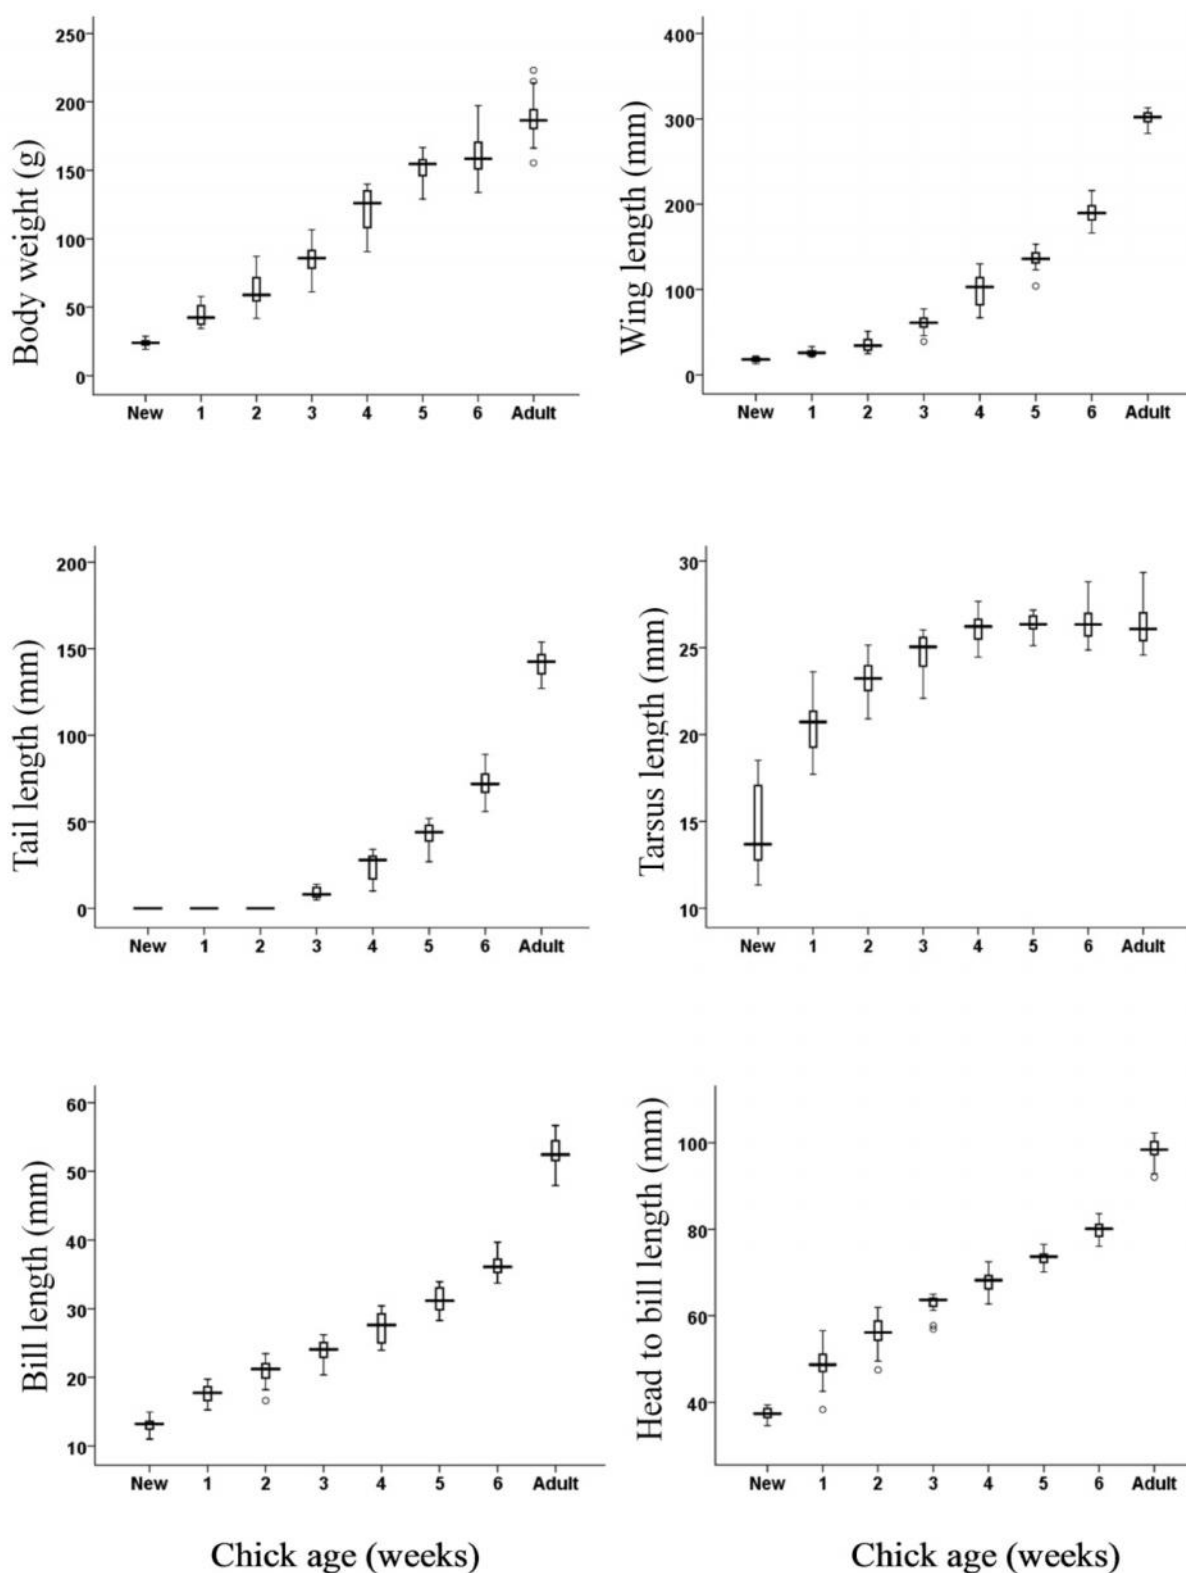 Body weight (g)
250
200
150
100
50
0
New 1 2 3 4 5 6 Adult
Wing length (mm)
400
300
200
100
0
New 1 2 3 4 5 6 Adult
Tail length (mm)
200
150
100
50
0
New 1 2 3 4 5 6 Adult
Tarsus length (mm)
30
25
20
15
10
New 1 2 3 4 5 6 Adult
Bill length (mm)
60
50
40
30
20
10
New 1 2 3 4 5 6 Adult
Chick age (weeks)
Head to bill length (mm)
100
80
60
40
New 1 2 3 4 5 6 Adult
Chick age (weeks)